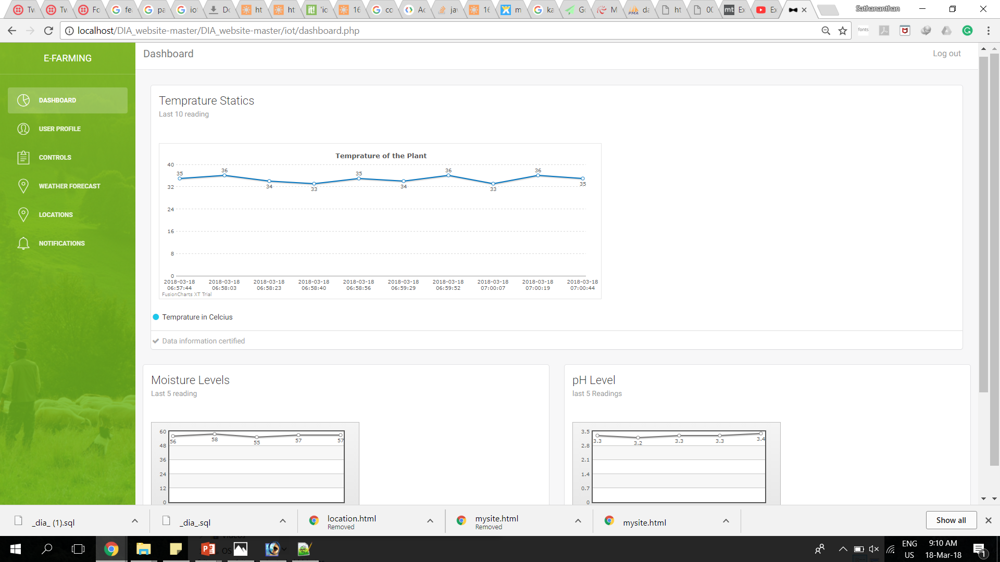 Tw Tw Fo fe pa io Do ht ht 'ic 16 co Ac jav 16 m ka Go M da ht 00 Ex Ex Sathananthan
localhost/DIA_website-master/DIA_website-master/iot/dashboard.php
fonts
E-FARMING
DASHBOARD
USER PROFILE
CONTROLS
WEATHER FORECAST
LOCATIONS
NOTIFICATIONS
Dashboard
Log out
Temprature Statics
Last 10 reading
Temprature of the Plant
40
32
24
16
8
0
35 36 34 33 35 34 36 33 36 35
2018-03-18 2018-03-18 2018-03-18 2018-03-18 2018-03-18 2018-03-18 2018-03-18 2018-03-18 2018-03-18 2018-03-18
06:57:44 06:58:03 06:58:23 06:58:40 06:58:56 06:59:29 06:59:52 07:00:07 07:00:19 07:00:44
FusionCharts XT Trial
Temprature in Celcius
Data information certified
Moisture Levels
Last 5 reading
60
48
36
24
12
0
56 58 55 57 57
pH Level
last 5 Readings
3.5
2.8
2.1
1.4
0.7
0
3.3 3.2 3.3 3.3 3.4
_dia_ (1).sql
_dia_.sql
location.html
Removed
mysite.html
Removed
mysite.html
Show all
OS
ENG
US
9:10 AM
18-Mar-18
1